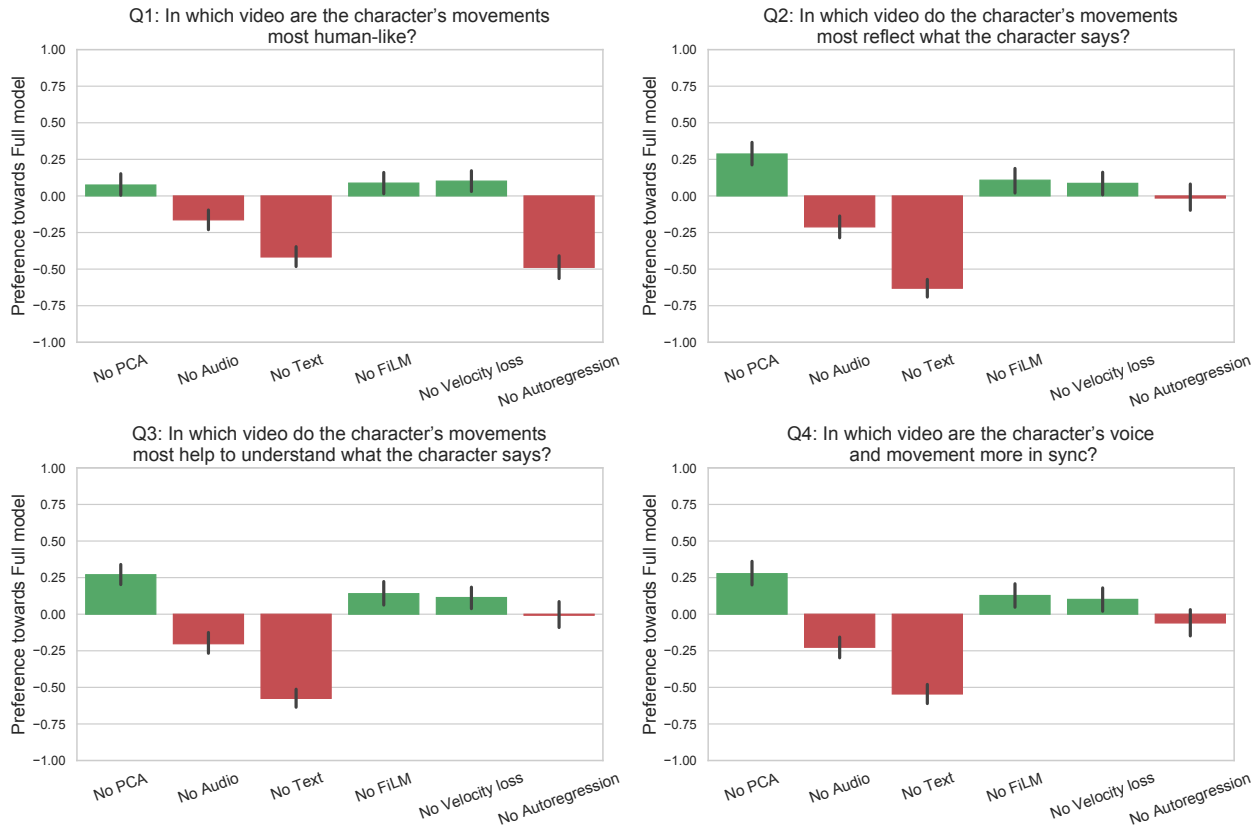 Q1: In which video are the character’s movements
most human-like?
Preference towards Full model
1.00
0.75
0.50
0.25
0.00
−0.25
−0.50
−0.75
−1.00
No PCA
No Audio
No Text
No FiLM
No Velocity loss
No Autoregression
Q2: In which video do the character’s movements
most reflect what the character says?
Preference towards Full model
1.00
0.75
0.50
0.25
0.00
−0.25
−0.50
−0.75
−1.00
No PCA
No Audio
No Text
No FiLM
No Velocity loss
No Autoregression
Q3: In which video do the character’s movements
most help to understand what the character says?
Preference towards Full model
1.00
0.75
0.50
0.25
0.00
−0.25
−0.50
−0.75
−1.00
No PCA
No Audio
No Text
No FiLM
No Velocity loss
No Autoregression
Q4: In which video are the character’s voice
and movement more in sync?
Preference towards Full model
1.00
0.75
0.50
0.25
0.00
−0.25
−0.50
−0.75
−1.00
No PCA
No Audio
No Text
No FiLM
No Velocity loss
No Autoregression